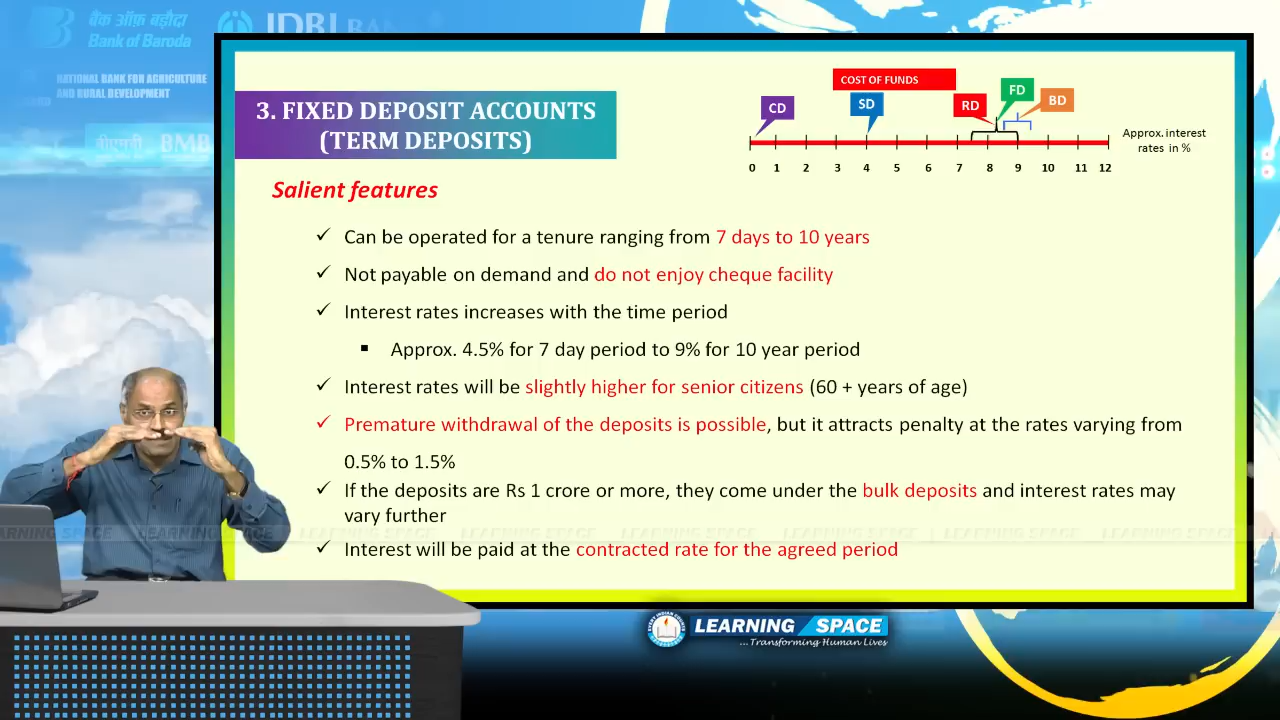 बैंक ऑफ़ बड़ौदा
Bank of Baroda
IDBI BANK
NATIONAL BANK FOR AGRICULTURE
AND RURAL DEVELOPMENT
BMB
3. FIXED DEPOSIT ACCOUNTS
(TERM DEPOSITS)
COST OF FUNDS
CD
SD
RD
FD
BD
Approx. interest
rates in %
0 1 2 3 4 5 6 7 8 9 10 11 12
Salient features
✓ Can be operated for a tenure ranging from 7 days to 10 years
✓ Not payable on demand and do not enjoy cheque facility
✓ Interest rates increases with the time period
▪ Approx. 4.5% for 7 day period to 9% for 10 year period
✓ Interest rates will be slightly higher for senior citizens (60 + years of age)
✓ Premature withdrawal of the deposits is possible, but it attracts penalty at the rates varying from
0.5% to 1.5%
✓ If the deposits are Rs 1 crore or more, they come under the bulk deposits and interest rates may
vary further
✓ Interest will be paid at the contracted rate for the agreed period
LEARNING SPACE
...Transforming Human Lives